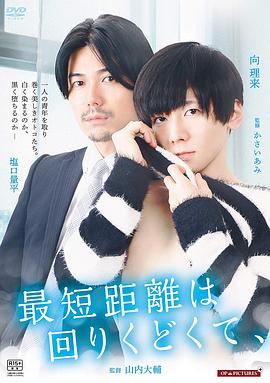 DVD
向理来
監督 かさいあみ
一人の青年を取り
巻く美しきオトコたち。
白く染まるのか、
黒く堕ちるのか―
塩口量平
最短距離は
回りくどくて、
監督 山内大輔
R15+
OP PICTURES+